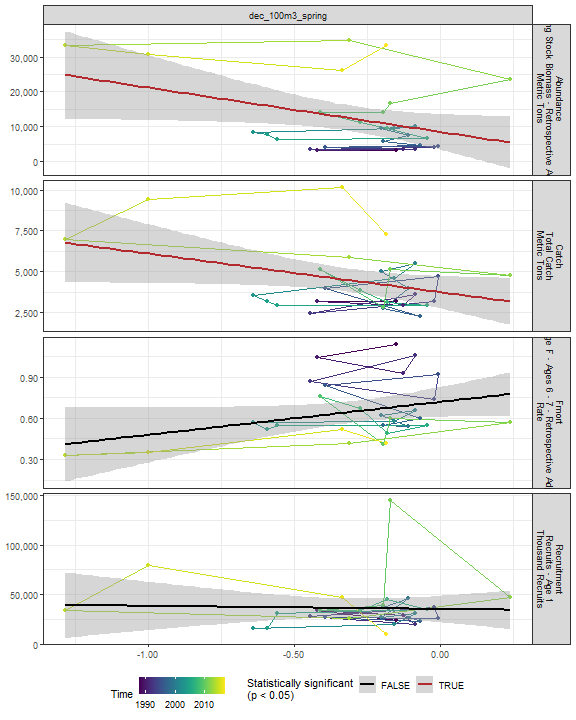 dec_100m3_spring
30,000
20,000
10,000
0
Abundance
Stock Biomass - Retrospective
Metric Tons
10,000
7,500
5,000
2,500
Catch
Total Catch
Metric Tons
0.90
0.60
0.30
Fmort
F - Ages 6 - 7 - Retrospective
Rate
150,000
100,000
50,000
0
Recruitment
Recruits - Age 1
Thousand Recruits
-1.00
-0.50
0.00
Time
1990 2000 2010
Statistically significant
(p < 0.05)
FALSE
TRUE